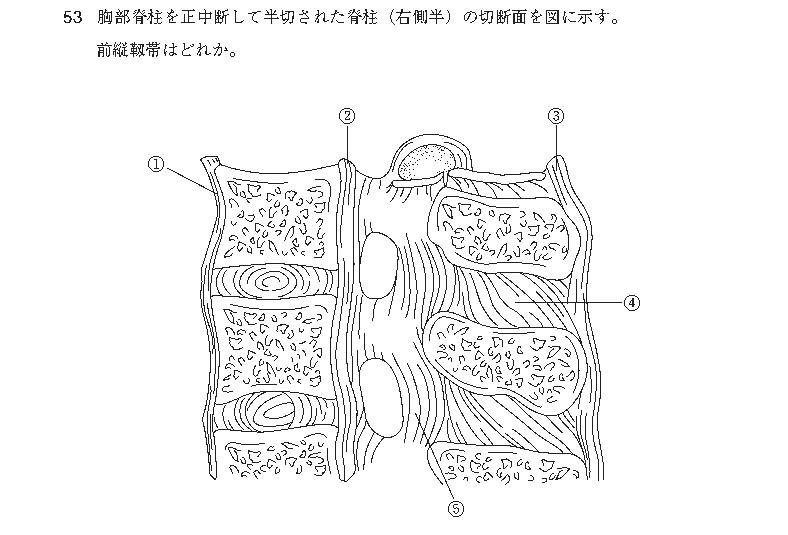 53 胸部脊柱を正中断して半切された脊柱（右側半）の切断面を図に示す。
前縦靱帯はどれか。
②
③
①
④
⑤